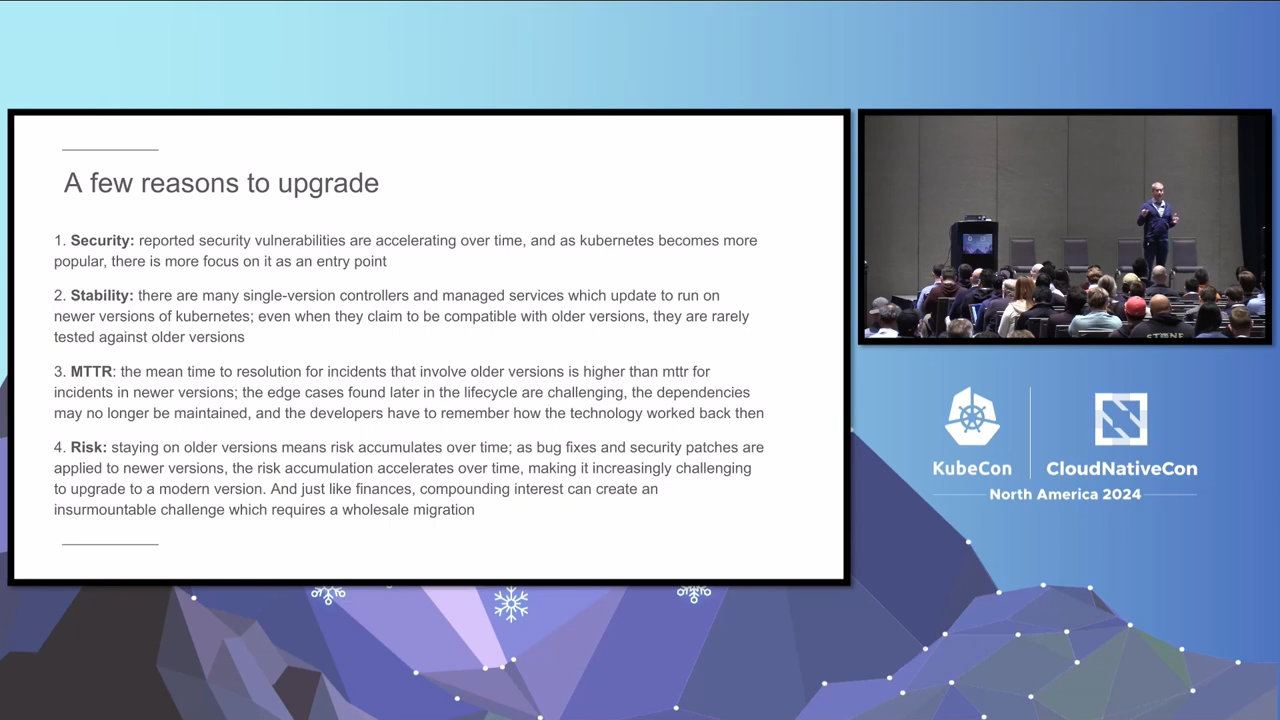 A few reasons to upgrade
1. Security: reported security vulnerabilities are accelerating over time, and as kubernetes becomes more
popular, there is more focus on it as an entry point
2. Stability: there are many single-version controllers and managed services which update to run on
newer versions of kubernetes; even when they claim to be compatible with older versions, they are rarely
tested against older versions
3. MTTR: the mean time to resolution for incidents that involve older versions is higher than mttr for
incidents in newer versions; the edge cases found later in the lifecycle are challenging, the dependencies
may no longer be maintained, and the developers have to remember how the technology worked back then
4. Risk: staying on older versions means risk accumulates over time; as bug fixes and security patches are
applied to newer versions, the risk accumulation accelerates over time, making it increasingly challenging
to upgrade to a modern version. And just like finances, compounding interest can create an
insurmountable challenge which requires a wholesale migration
KubeCon
CloudNativeCon
North America 2024